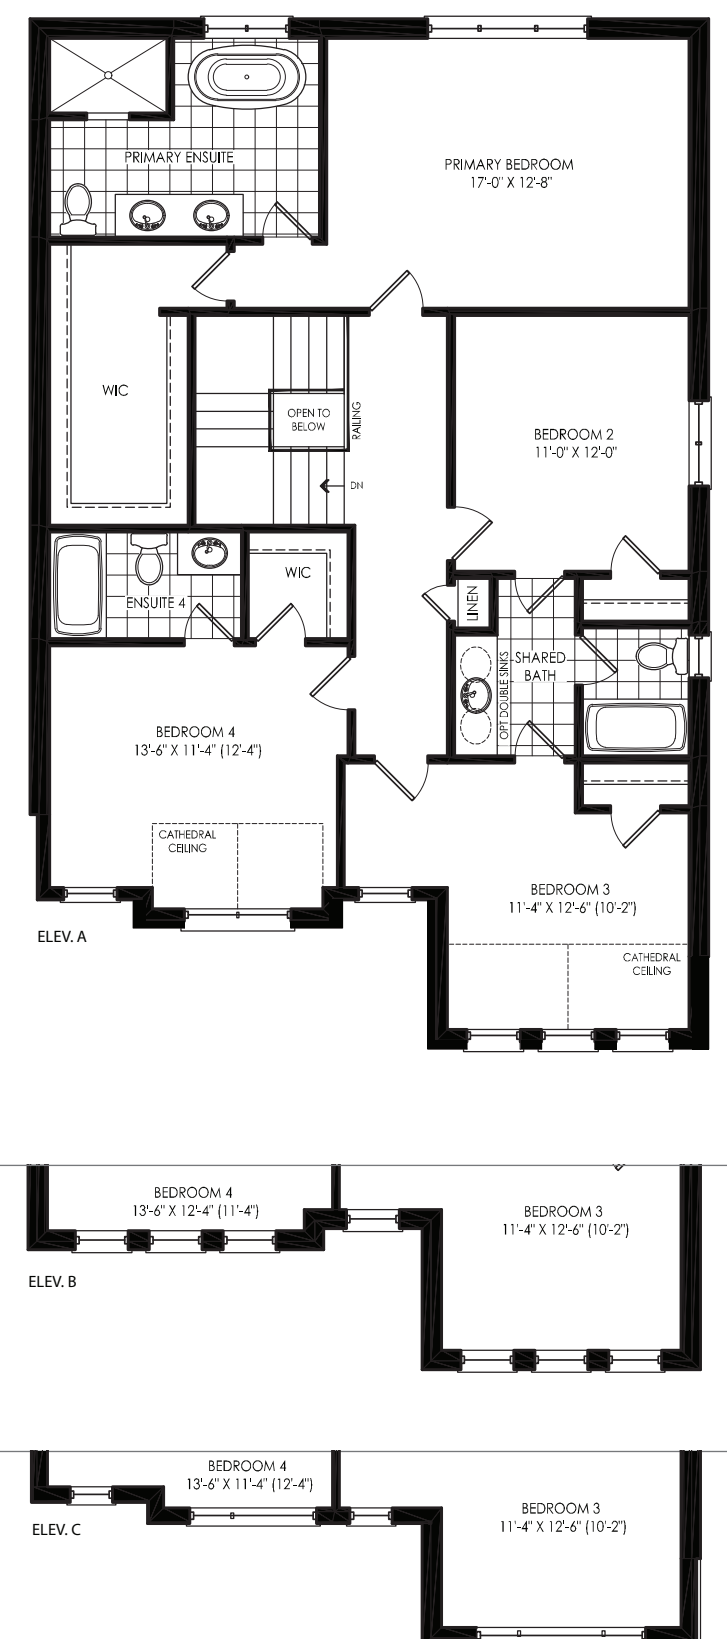 PRIMARY ENSUITE
PRIMARY BEDROOM
17'-0" X 12'-8"
WIC
OPEN TO
BELOW
RAILING
DN
BEDROOM 2
11'-0" X 12'-0"
WIC
ENSUITE 4
LINEN
SHARED
BATH
OPT DOUBLE SINKS
BEDROOM 4
13'-6" X 11'-4" (12'-4")
CATHEDRAL
CEILING
BEDROOM 3
11'-4" X 12'-6" (10'-2")
CATHEDRAL
CEILING
ELEV. A
BEDROOM 4
13'-6" X 12'-4" (11'-4")
BEDROOM 3
11'-4" X 12'-6" (10'-2")
ELEV. B
BEDROOM 4
13'-6" X 11'-4" (12'-4")
BEDROOM 3
11'-4" X 12'-6" (10'-2")
ELEV. C